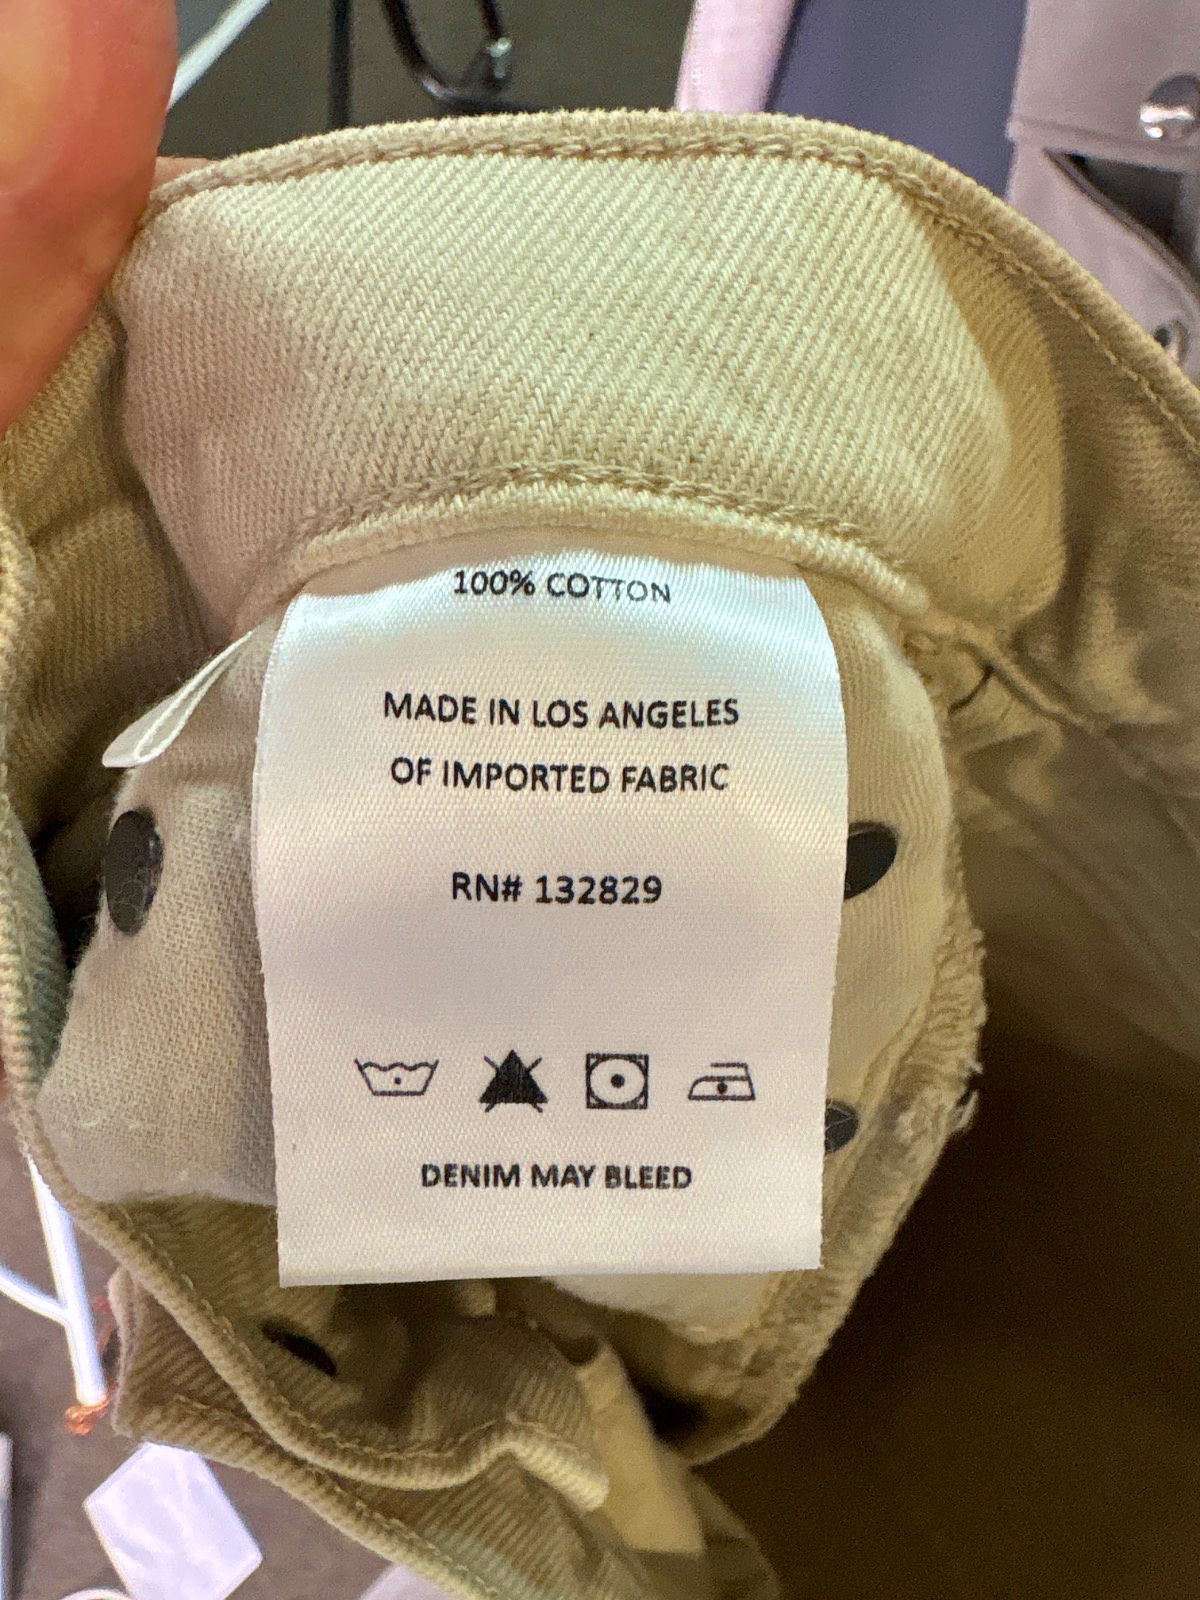 100% COTTON
MADE IN LOS ANGELES
OF IMPORTED FABRIC
RN# 132829
DENIM MAY BLEED